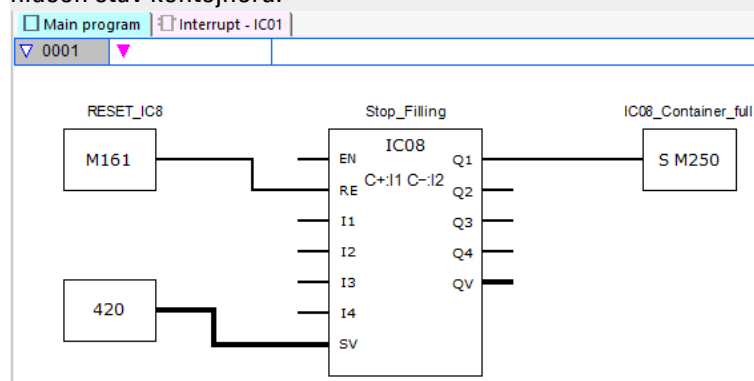 Main program Interrupt - IC01
0001
RESET_IC8 Stop_Filling IC08_Container_full
M161 IC08 S M250
EN Q1
RE C+:I1 C−:I2 Q2
I1 Q3
I2 Q4
I3 QV
420 I4
SV